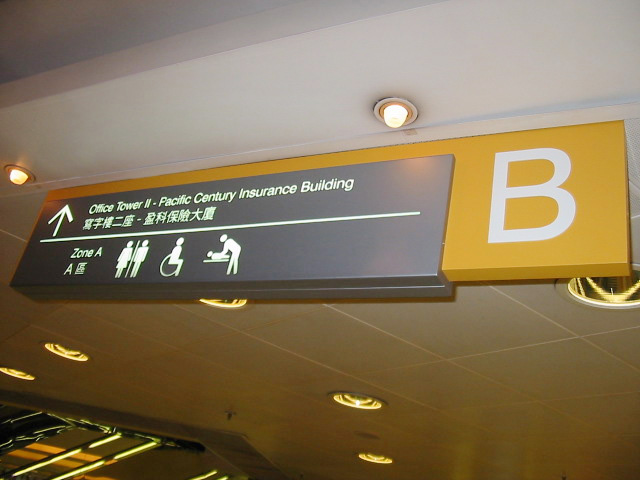 Office Tower II - Pacific Century Insurance Building
寫字樓二座 - 盈科保險大廈
Zone A
A 區
B